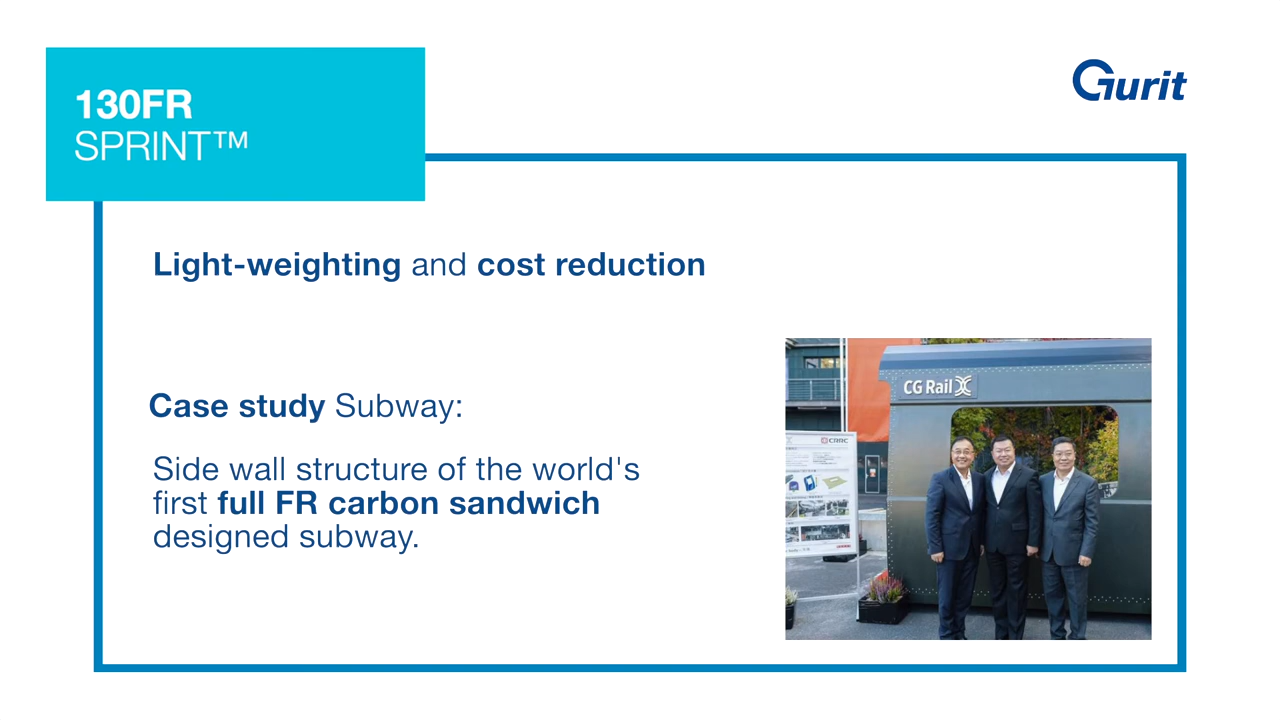 130FR
SPRINT™
Gurit
Light-weighting and cost reduction
Case study Subway:
Side wall structure of the world's
first full FR carbon sandwich
designed subway.
CG Rail
CRRC